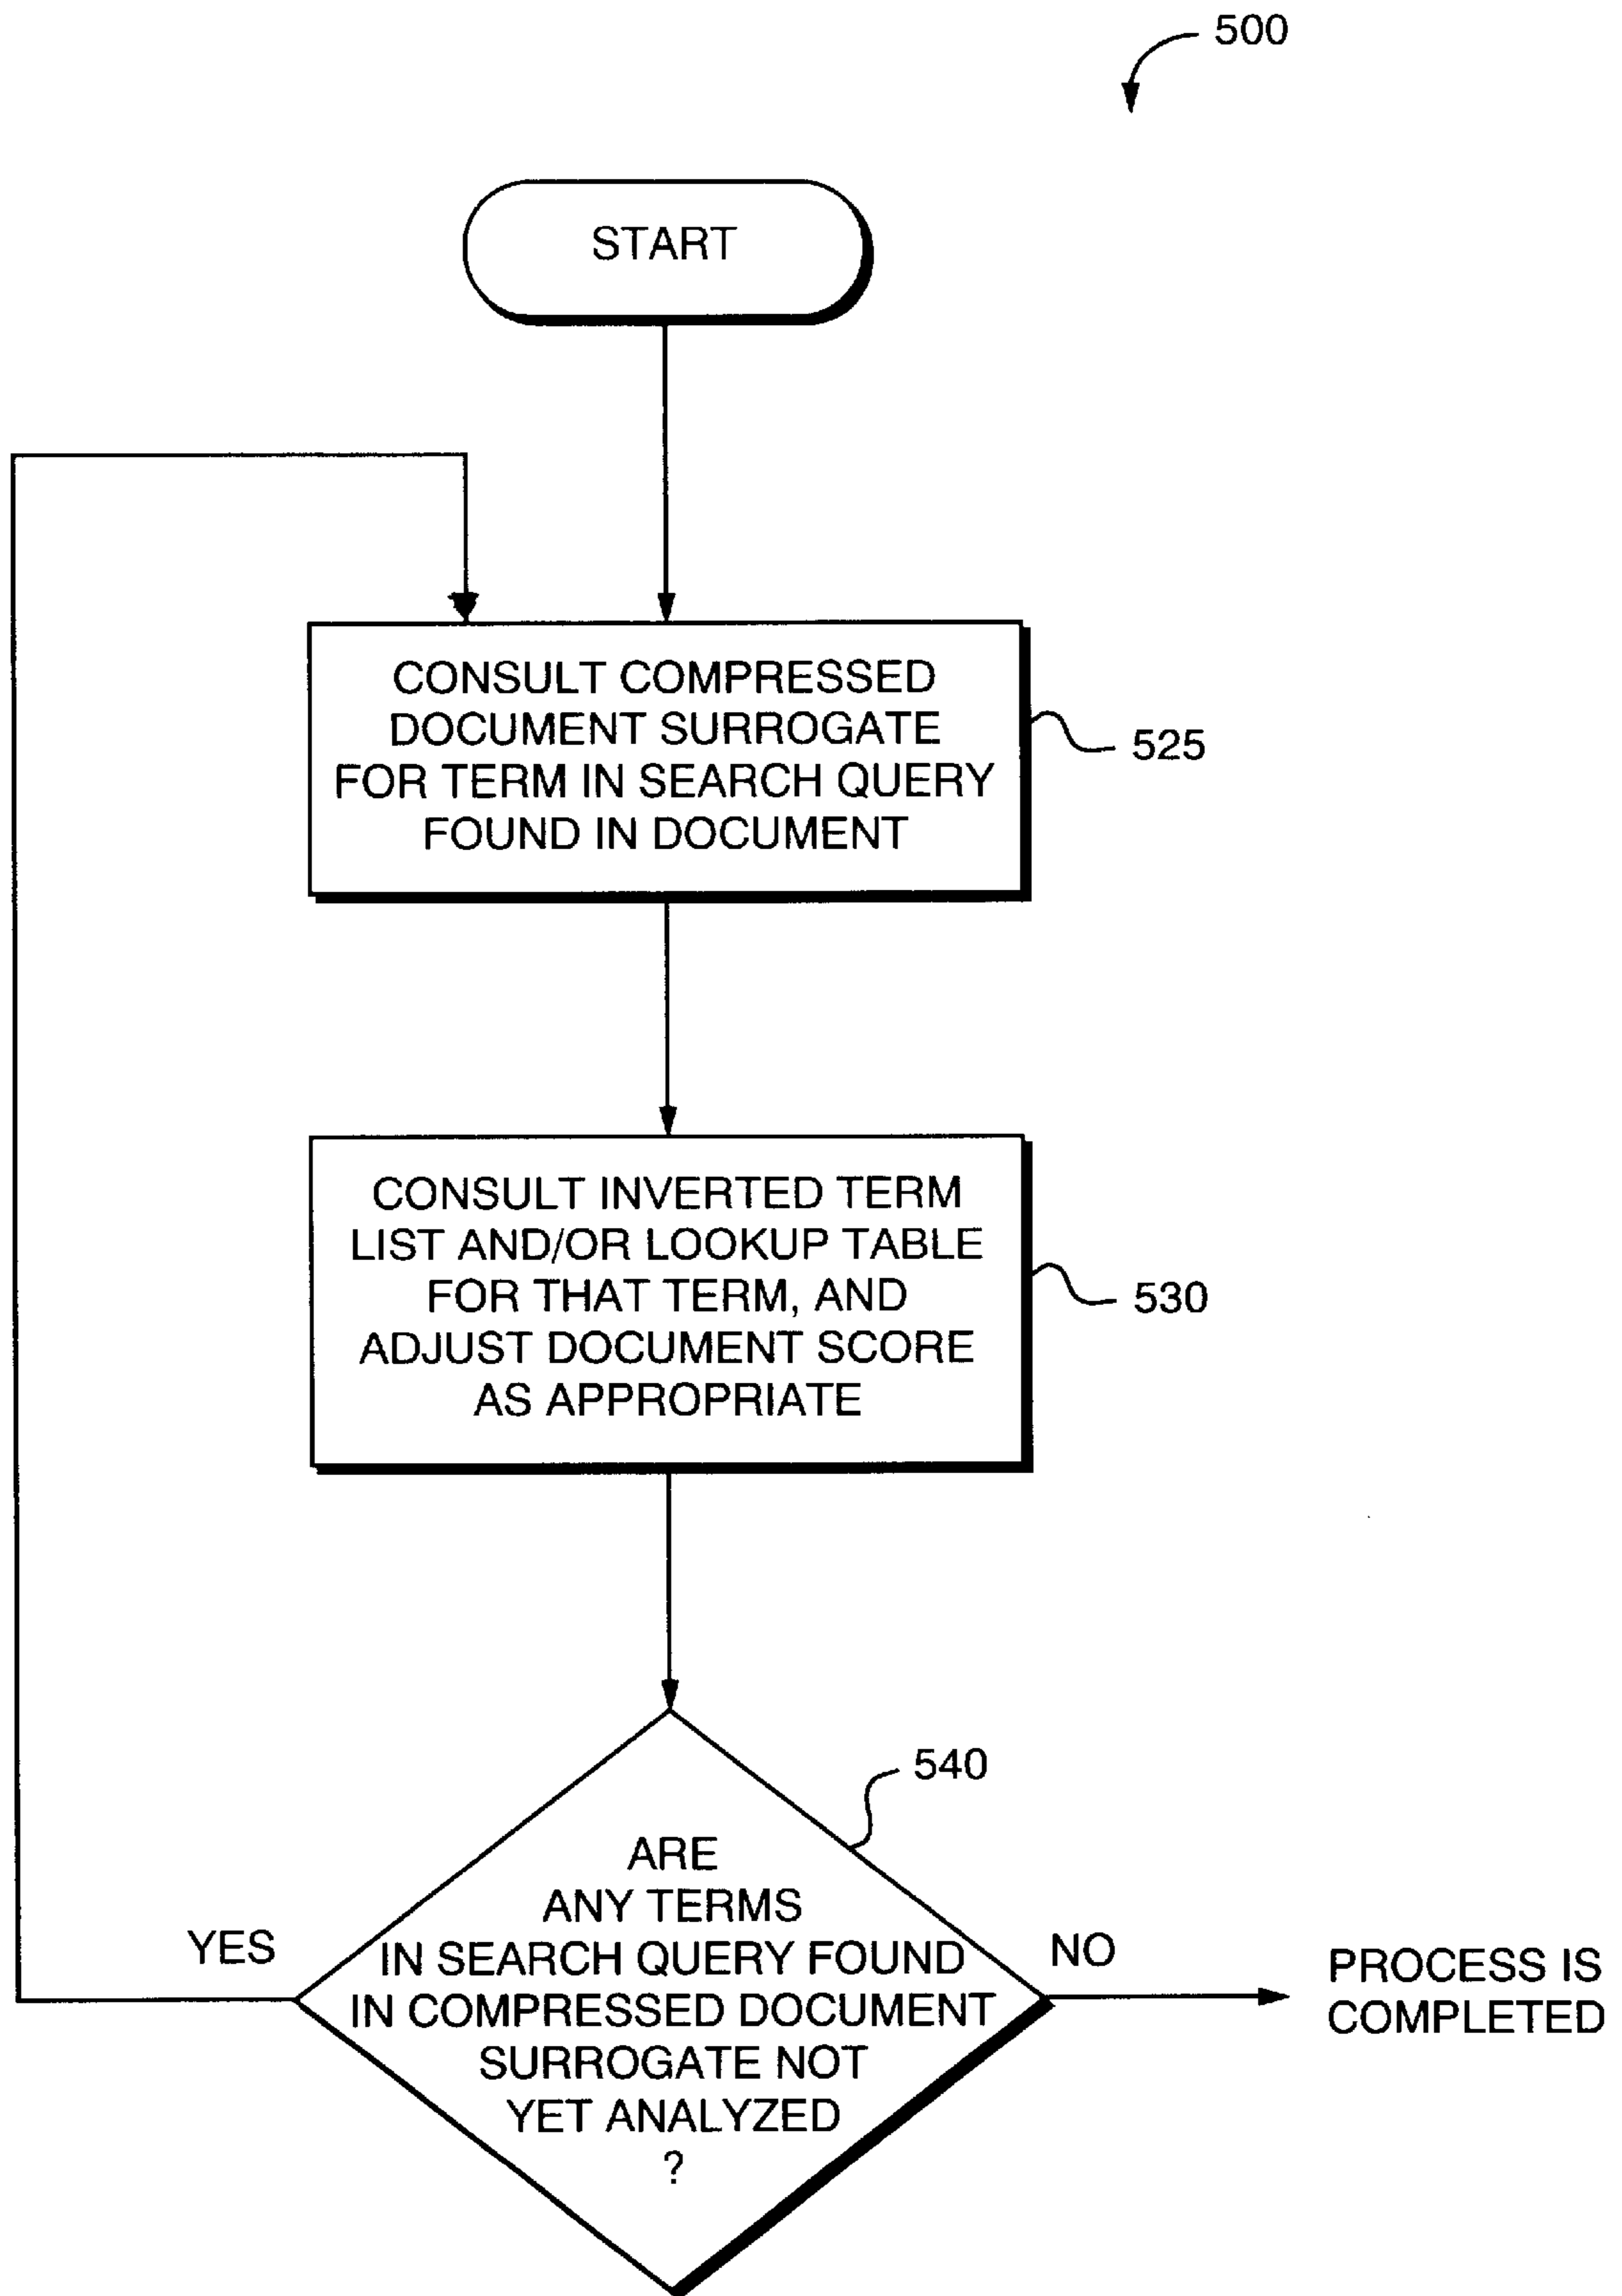 500
START
CONSULT COMPRESSED
DOCUMENT SURROGATE
FOR TERM IN SEARCH QUERY
FOUND IN DOCUMENT
525
CONSULT INVERTED TERM
LIST AND/OR LOOKUP TABLE
FOR THAT TERM, AND
ADJUST DOCUMENT SCORE
AS APPROPRIATE
530
540
ARE
ANY TERMS
IN SEARCH QUERY FOUND
IN COMPRESSED DOCUMENT
SURROGATE NOT
YET ANALYZED
?
YES
NO
PROCESS IS
COMPLETED